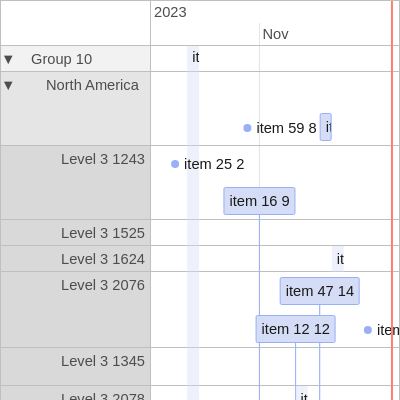 2023
Nov
▼ Group 10
it
▼ North America
item 59 8
it
Level 3 1243
item 25 2
item 16 9
Level 3 1525
Level 3 1624
it
Level 3 2076
item 47 14
item 12 12
item
Level 3 1345
Level 3 2078
it